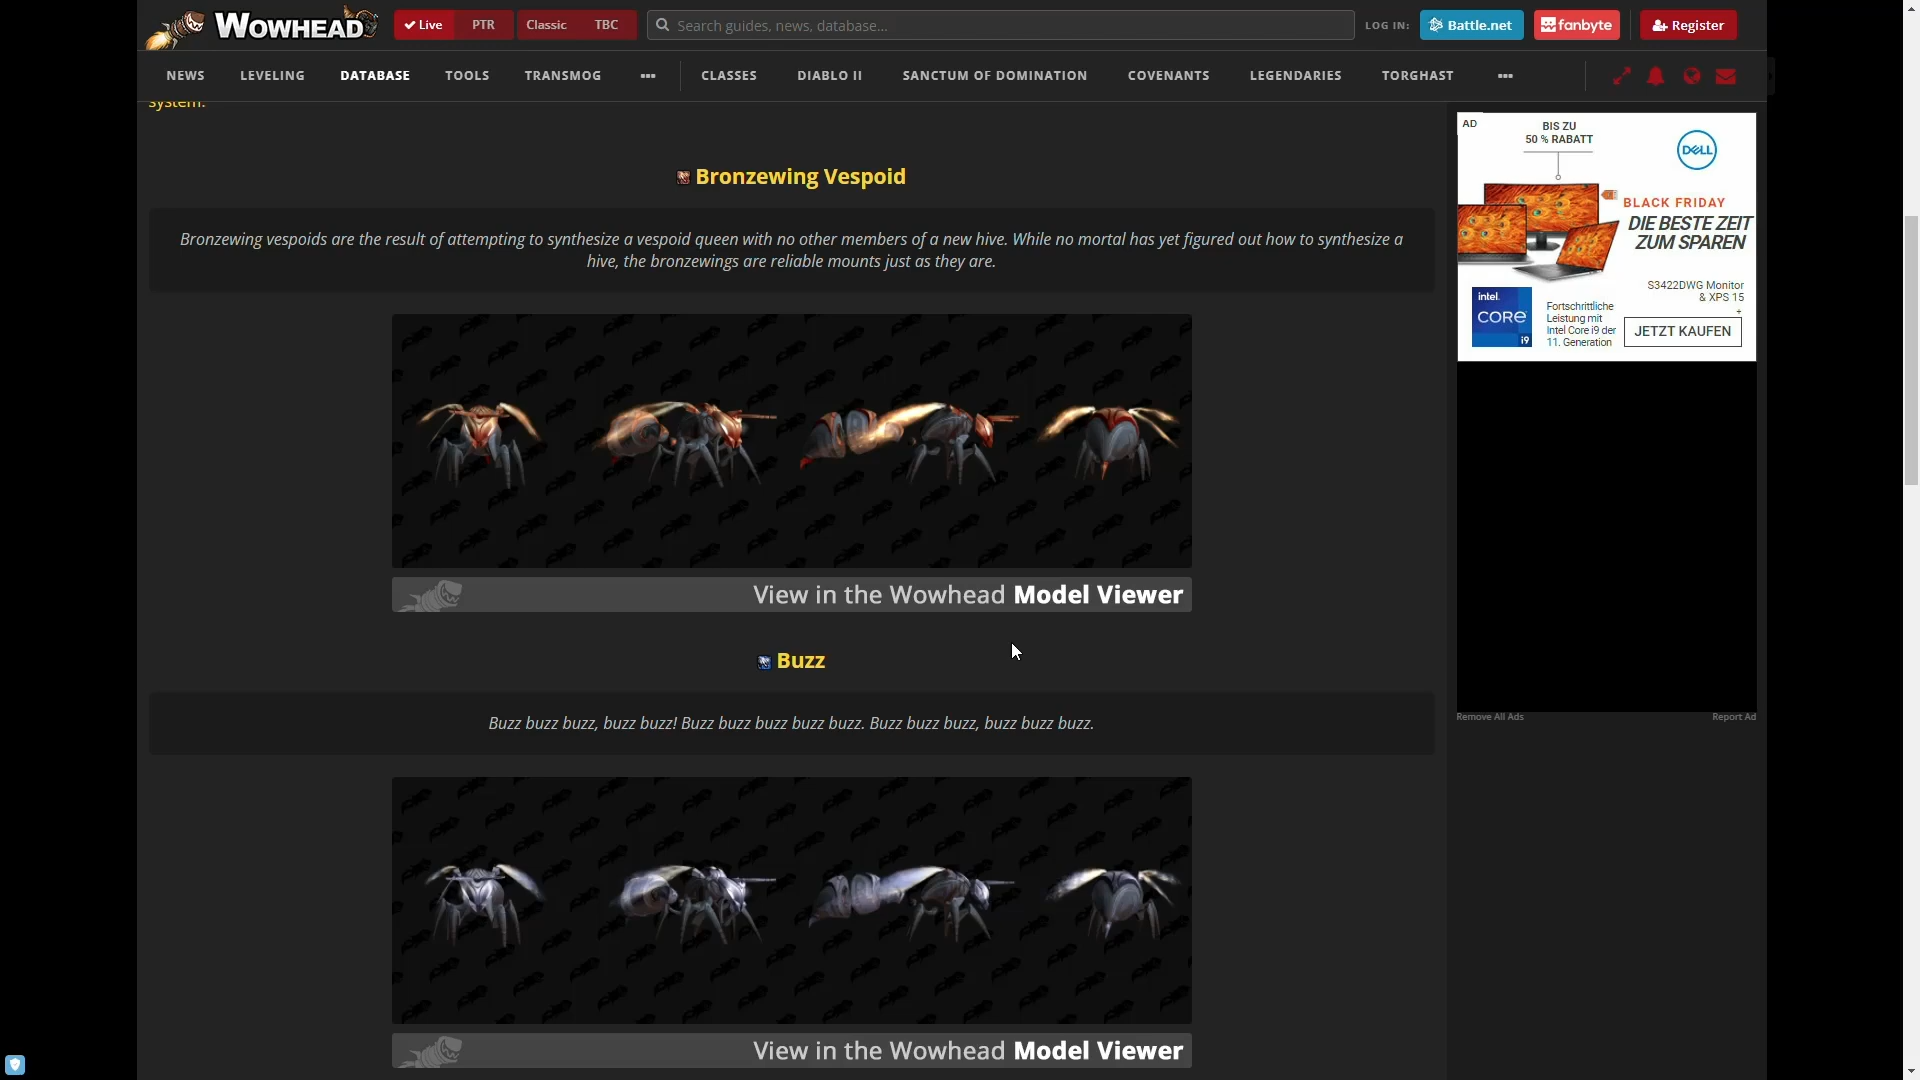 WOWHEAD
Live PTR Classic TBC Search guides, news, database... LOG IN: Battle.net fanbyte Register
NEWS LEVELING DATABASE TOOLS TRANSMOG ••• CLASSES DIABLO II SANCTUM OF DOMINATION COVENANTS LEGENDARIES TORGHAST •••
system.
Bronzewing Vespoid
Bronzewing vespoids are the result of attempting to synthesize a vespoid queen with no other members of a new hive. While no mortal has yet figured out how to synthesize a
hive, the bronzewings are reliable mounts just as they are.
View in the Wowhead Model Viewer
Buzz
Buzz buzz buzz, buzz buzz! Buzz buzz buzz buzz buzz. Buzz buzz buzz, buzz buzz buzz.
View in the Wowhead Model Viewer
AD
BIS ZU
50 % RABATT
DELL
BLACK FRIDAY
DIE BESTE ZEIT
ZUM SPAREN
S3422DWG Monitor
& XPS 15
+
intel.
CORE
i9
Fortschrittliche
Leistung mit
Intel Core i9 der
11. Generation
JETZT KAUFEN
Remove All Ads Report Ad